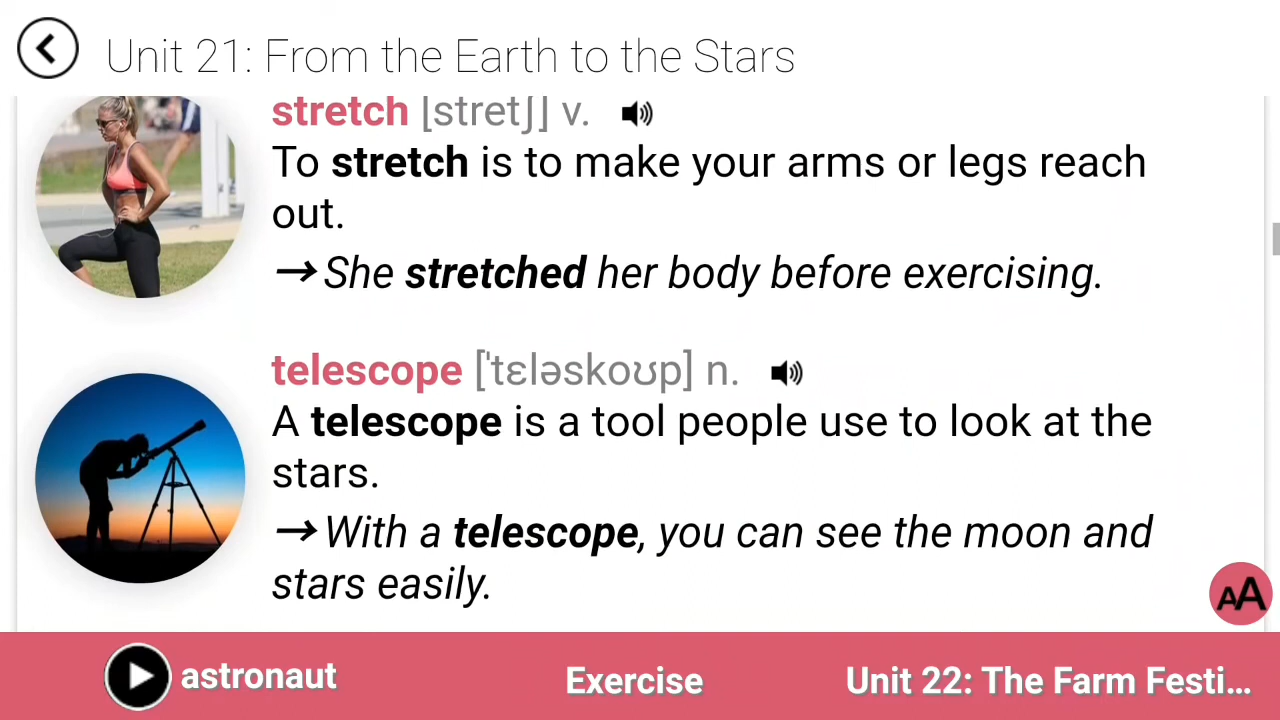 Unit 21: From the Earth to the Stars
stretch [stretʃ] v.
To stretch is to make your arms or legs reach
out.
→ She stretched her body before exercising.
telescope [ˈtɛləskoʊp] n.
A telescope is a tool people use to look at the
stars.
→ With a telescope, you can see the moon and
stars easily.
AA
astronaut
Exercise
Unit 22: The Farm Festi...